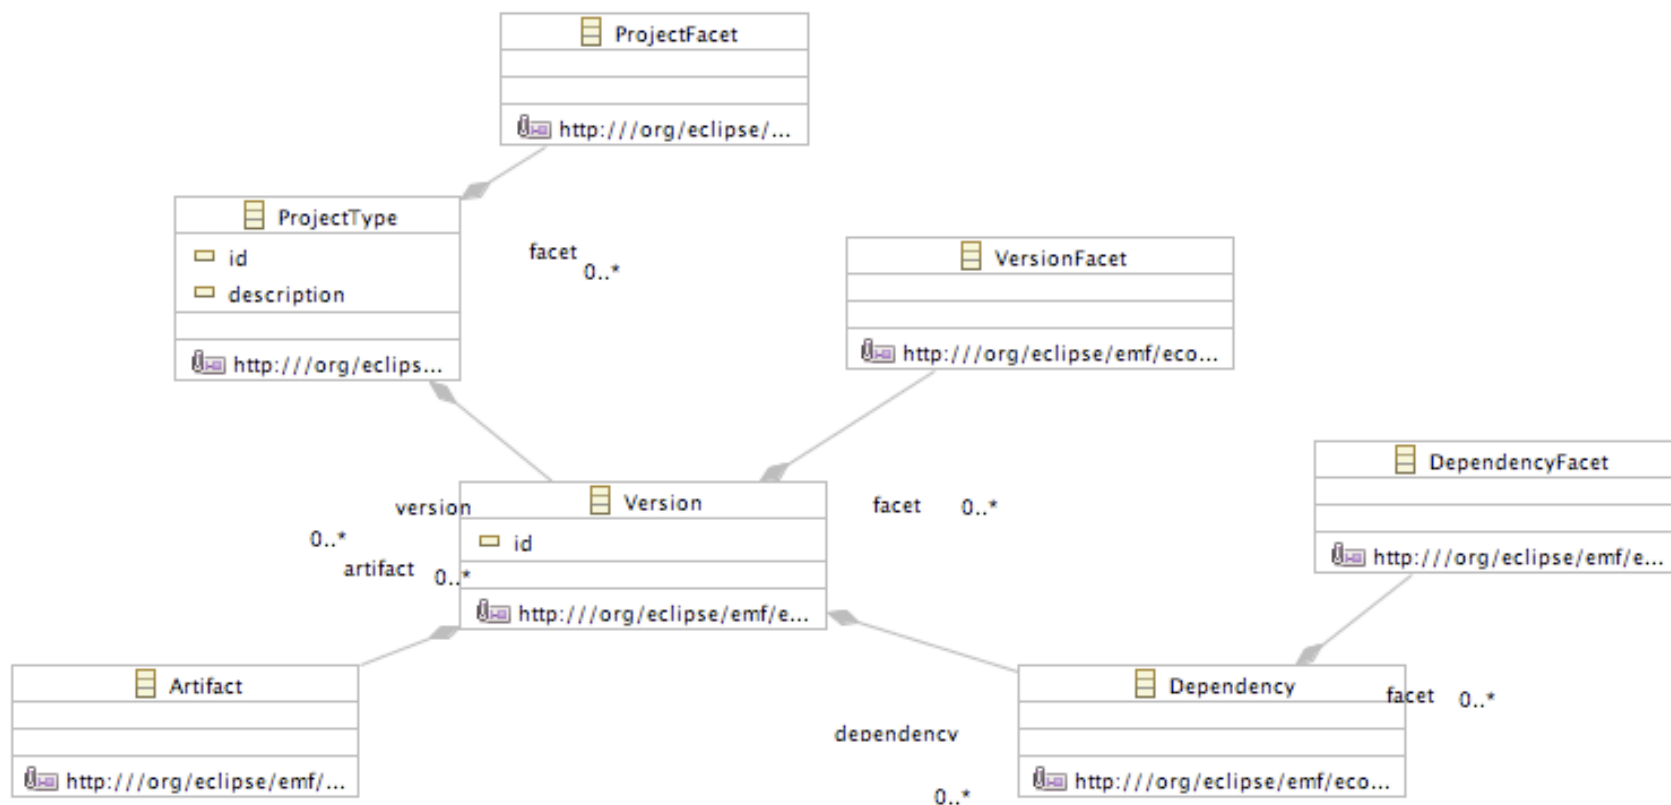 ProjectFacet
http:///org/eclipse/...
ProjectType
id
description
http:///org/eclips...
facet
0..*
VersionFacet
http:///org/eclipse/emf/eco...
DependencyFacet
http:///org/eclipse/emf/e...
version
0..*
artifact
0..*
Version
id
http:///org/eclipse/emf/e...
facet
0..*
Artifact
http:///org/eclipse/emf/...
dependency
0..*
Dependency
http:///org/eclipse/emf/eco...
facet
0..*